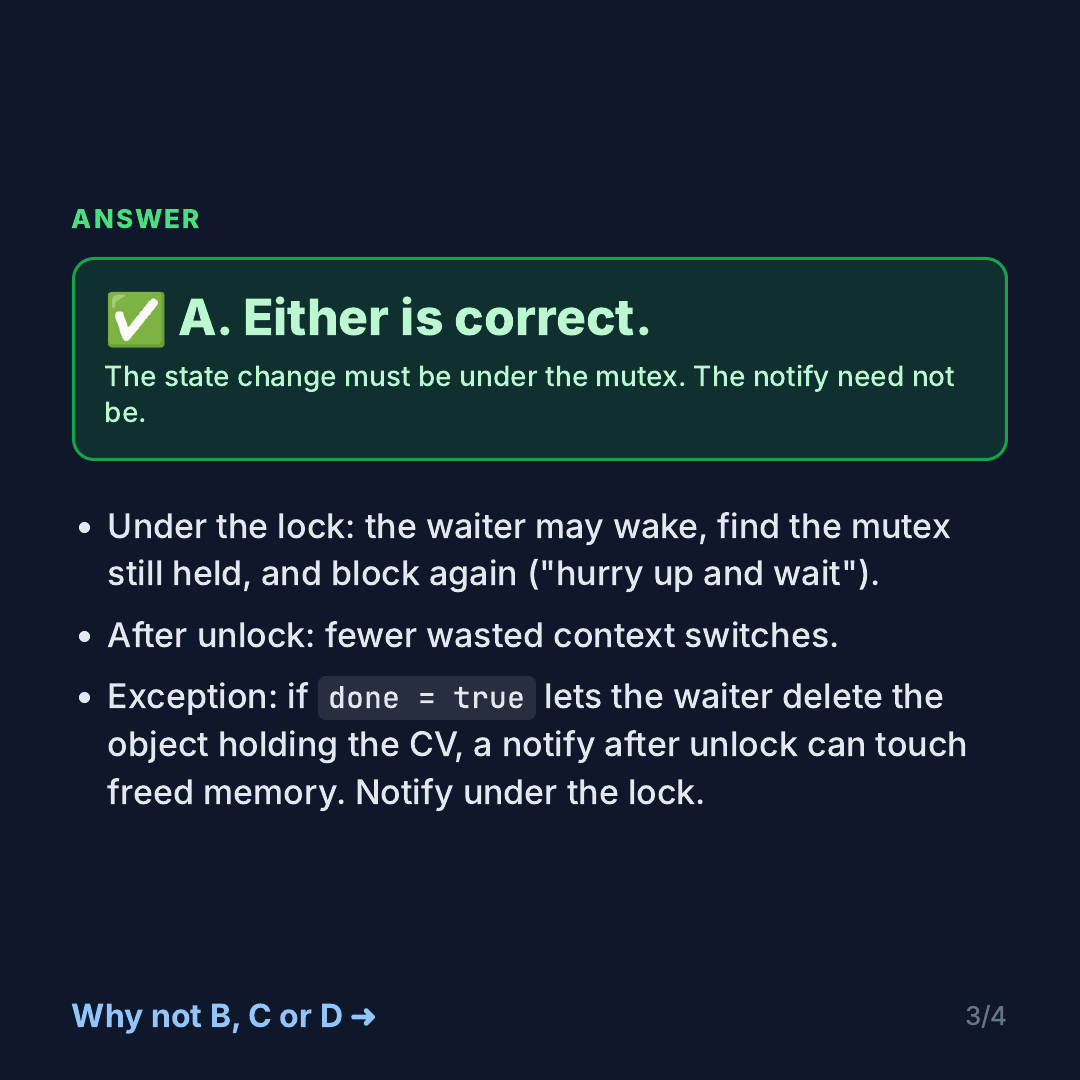 ANSWER
✅ A. Either is correct.
The state change must be under the mutex. The notify need not
be.
• Under the lock: the waiter may wake, find the mutex
still held, and block again ("hurry up and wait").
• After unlock: fewer wasted context switches.
• Exception: if done = true lets the waiter delete the
object holding the CV, a notify after unlock can touch
freed memory. Notify under the lock.
Why not B, C or D ➜
3/4